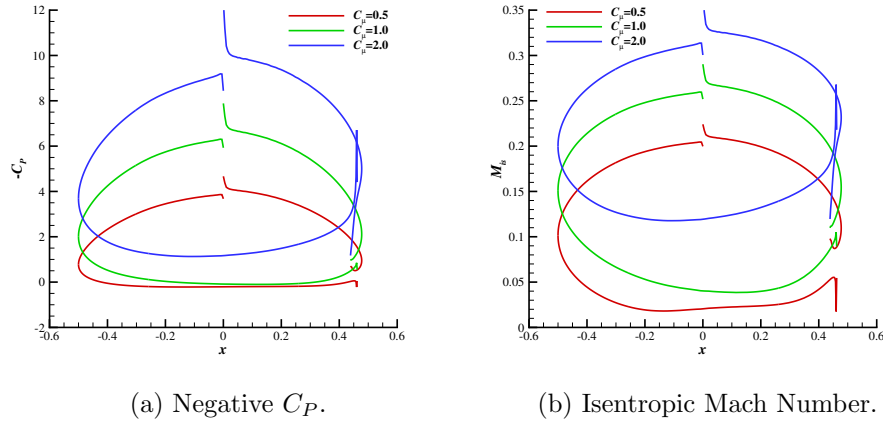 12
10
8
6
4
2
0
-2
-0.6
-0.4
-0.2
0
0.2
0.4
0.6
-C_P
x
C_μ=0.5
C_μ=1.0
C_μ=2.0
0.35
0.3
0.25
0.2
0.15
0.1
0.05
0
-0.6
-0.4
-0.2
0
0.2
0.4
0.6
M_is
x
C_μ=0.5
C_μ=1.0
C_μ=2.0
(a) Negative C_P.
(b) Isentropic Mach Number.